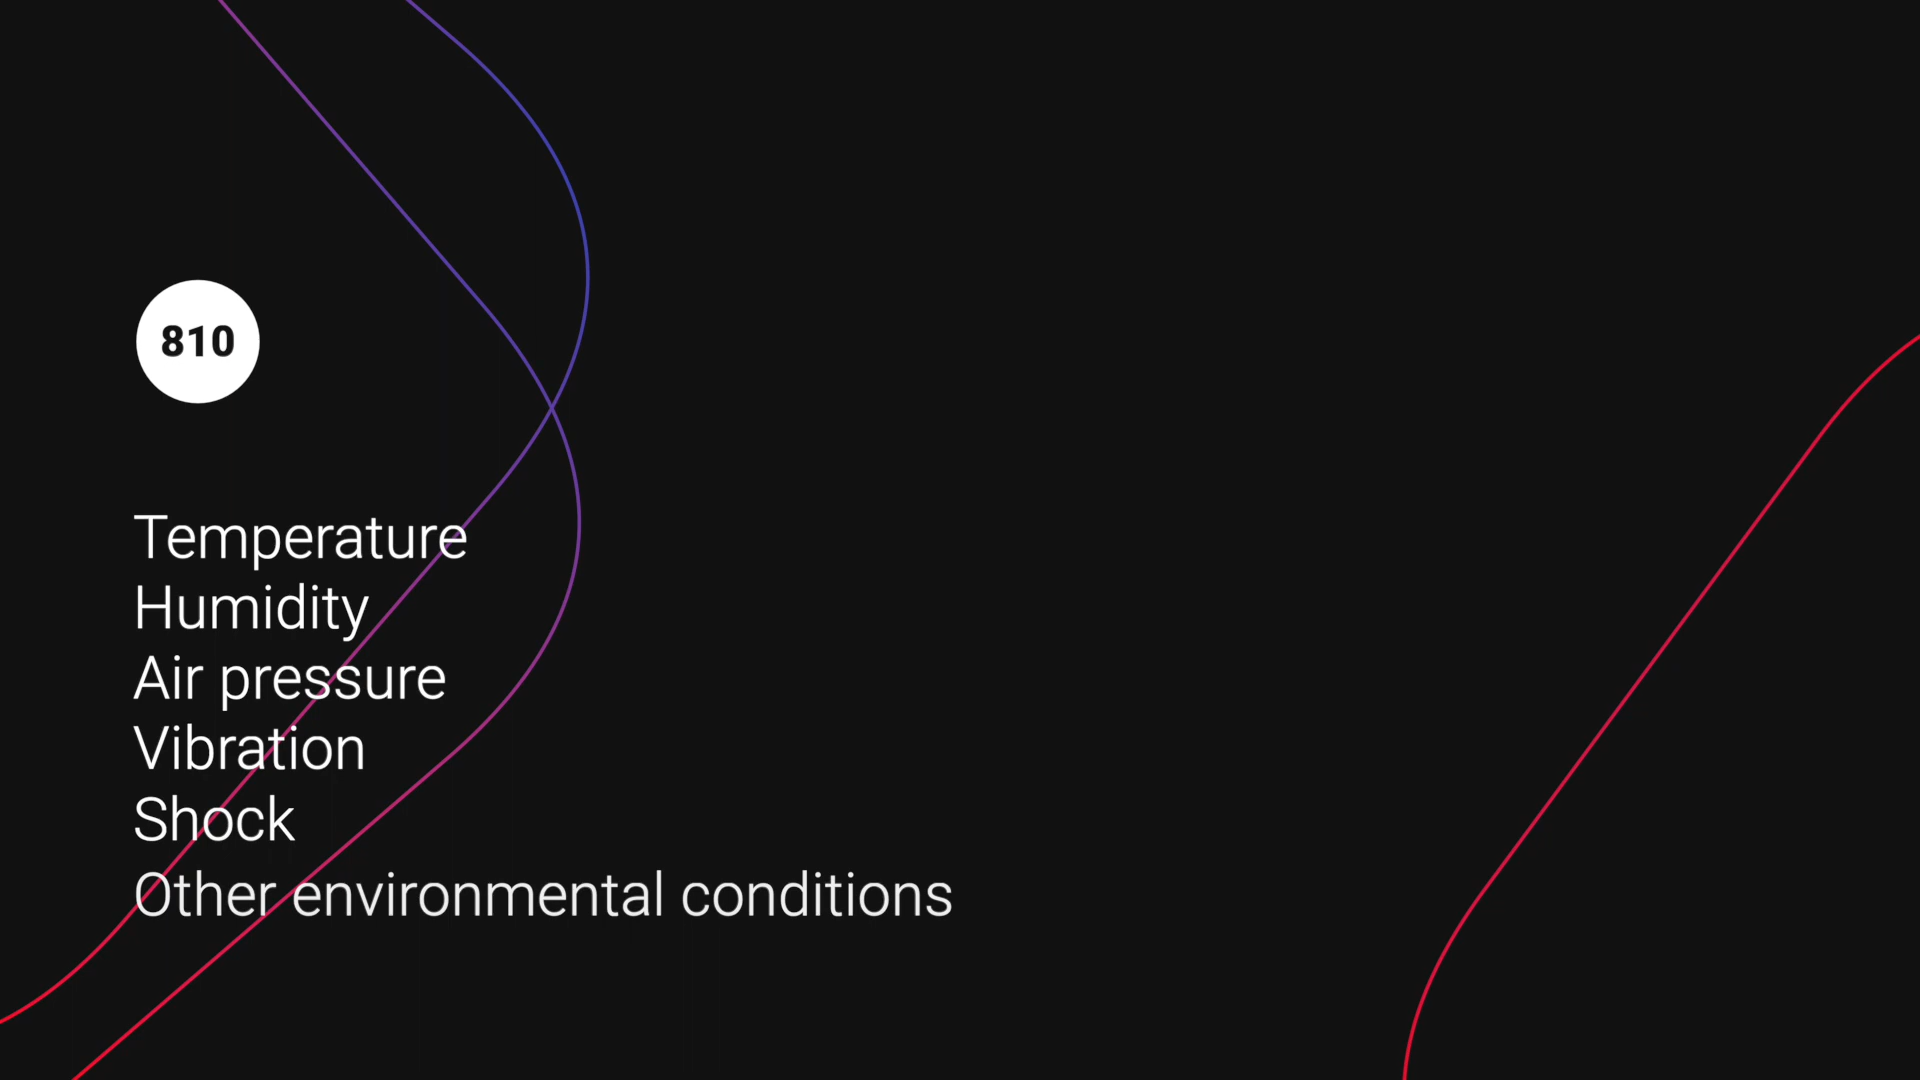 810
Temperature
Humidity
Air pressure
Vibration
Shock
Other environmental conditions